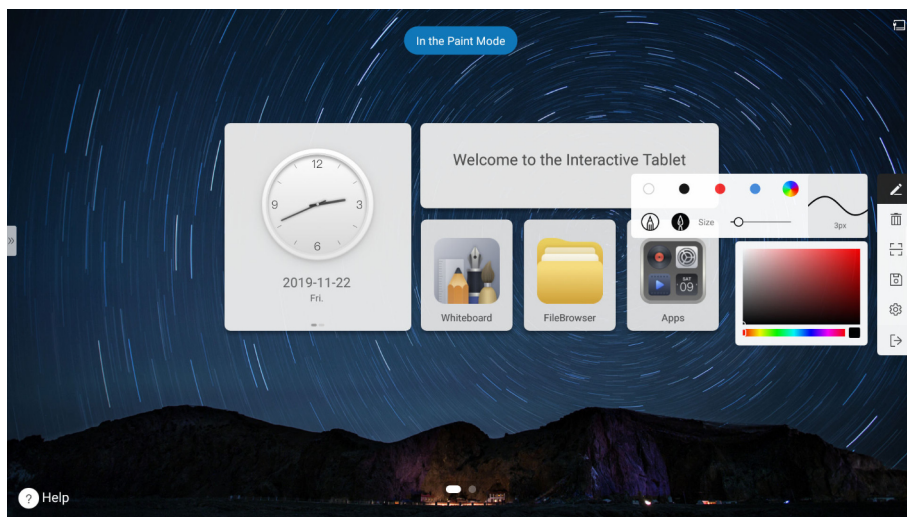 In the Paint Mode
Welcome to the Interactive Tablet
12
3
6
9
2019-11-22
Fri.
Size
3px
SAT
09
Whiteboard
FileBrowser
Apps
? Help